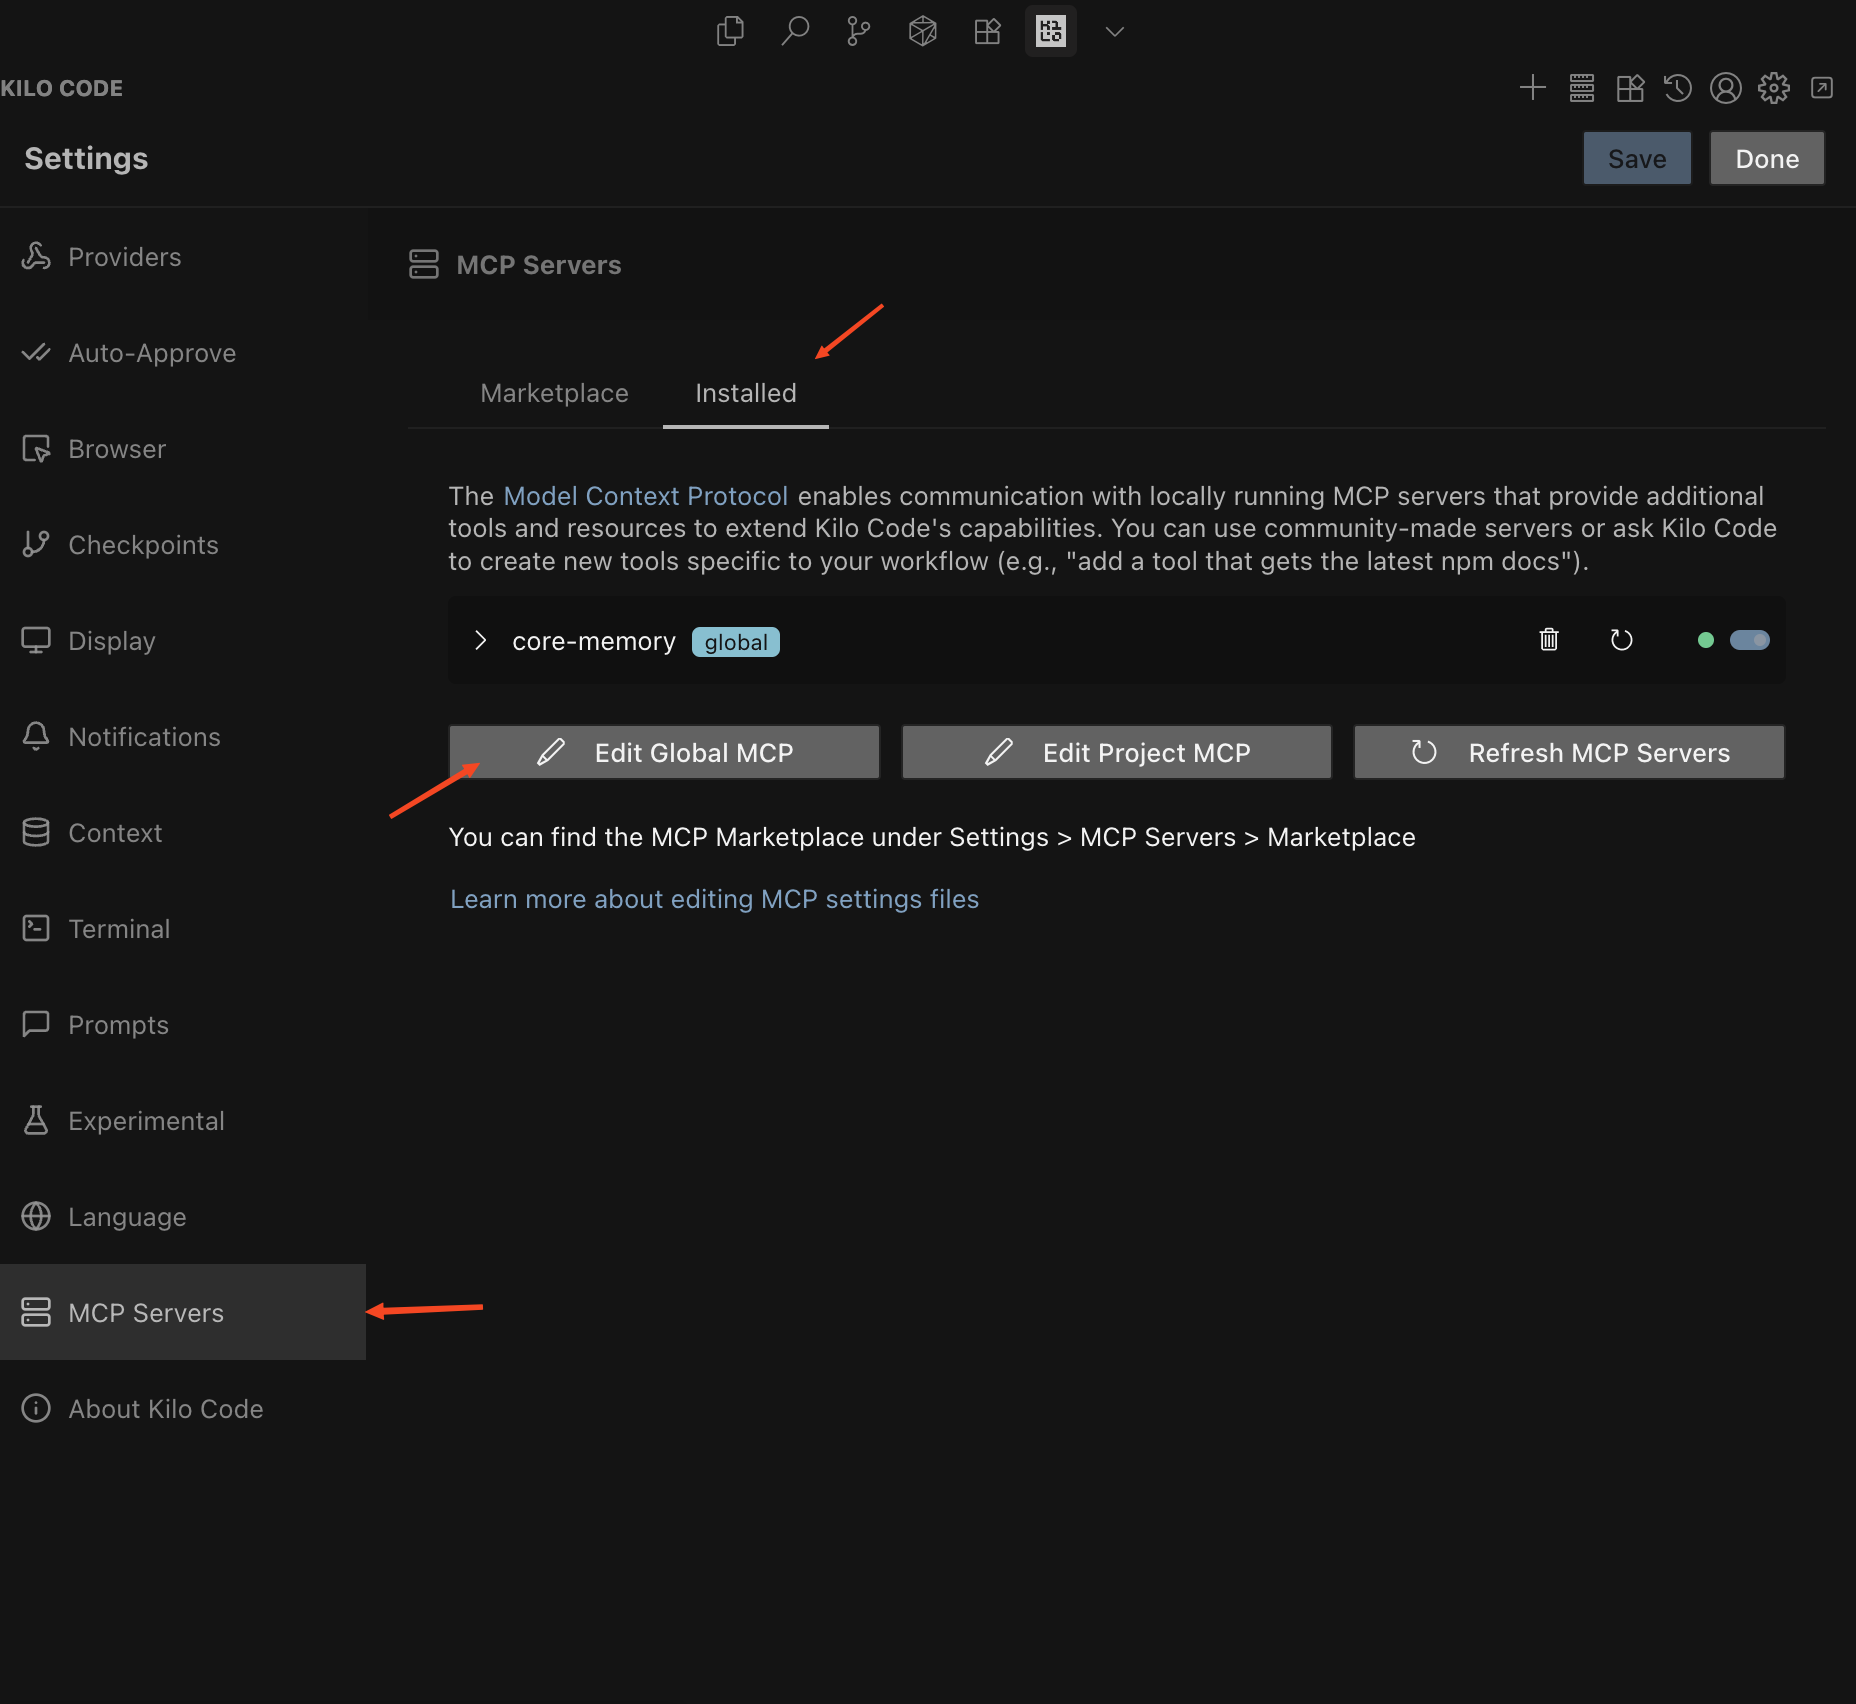 KILO CODE
Settings
Save
Done
Providers
Auto-Approve
Browser
Checkpoints
Display
Notifications
Context
Terminal
Prompts
Experimental
Language
MCP Servers
About Kilo Code
MCP Servers
Marketplace
Installed
The Model Context Protocol enables communication with locally running MCP servers that provide additional
tools and resources to extend Kilo Code's capabilities. You can use community-made servers or ask Kilo Code
to create new tools specific to your workflow (e.g., "add a tool that gets the latest npm docs").
core-memory global
Edit Global MCP
Edit Project MCP
Refresh MCP Servers
You can find the MCP Marketplace under Settings > MCP Servers > Marketplace
Learn more about editing MCP settings files